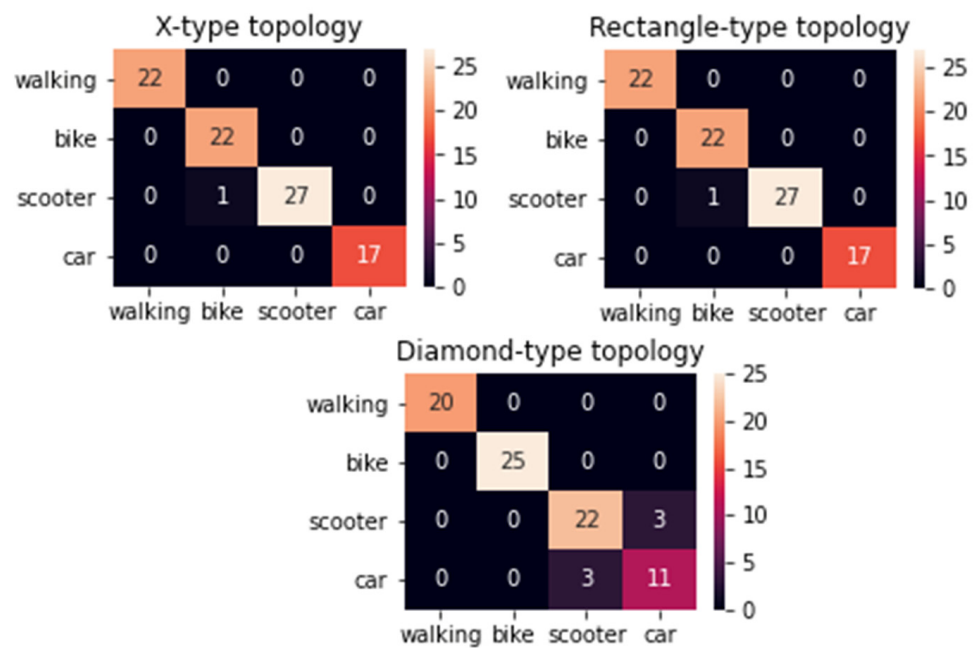 X-type topology
walking 22 0 0 0
bike 0 22 0 0
scooter 0 1 27 0
car 0 0 0 17
walking bike scooter car
25
20
15
10
5
0
Rectangle-type topology
walking 22 0 0 0
bike 0 22 0 0
scooter 0 1 27 0
car 0 0 0 17
walking bike scooter car
25
20
15
10
5
0
Diamond-type topology
walking 20 0 0 0
bike 0 25 0 0
scooter 0 0 22 3
car 0 0 3 11
walking bike scooter car
25
20
15
10
5
0